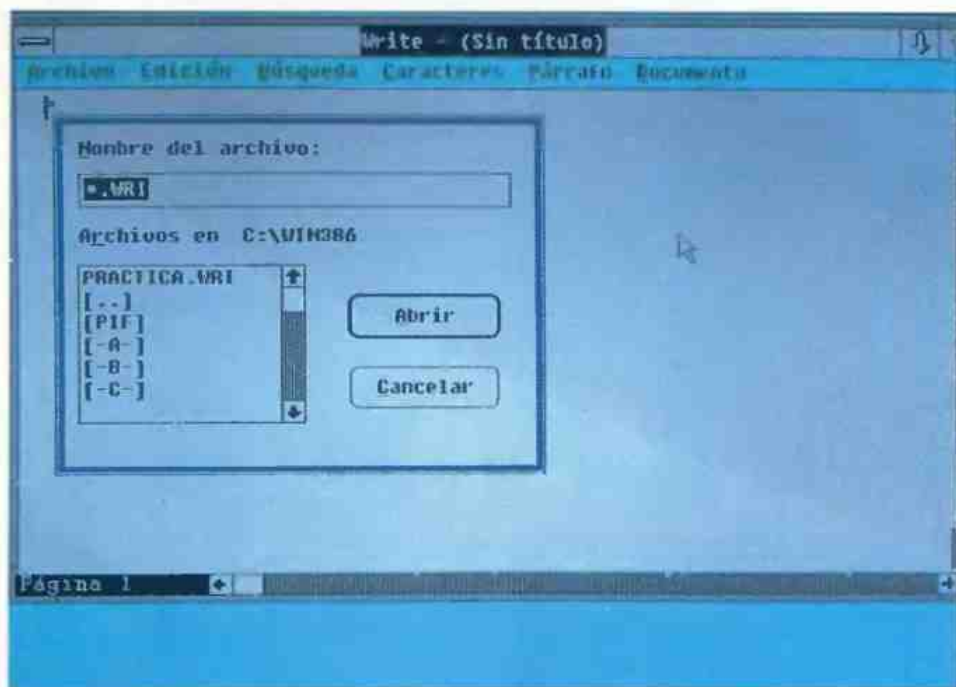 Write - (Sin título)
Archivo Edición Búsqueda Caracteres Párrafo Documento
Nombre del archivo:
*.WRI
Archivos en C:\WIN386
PRACTICA.WRI
[..]
[PIF]
[-A-]
[-B-]
[-C-]
Abrir
Cancelar
Página 1